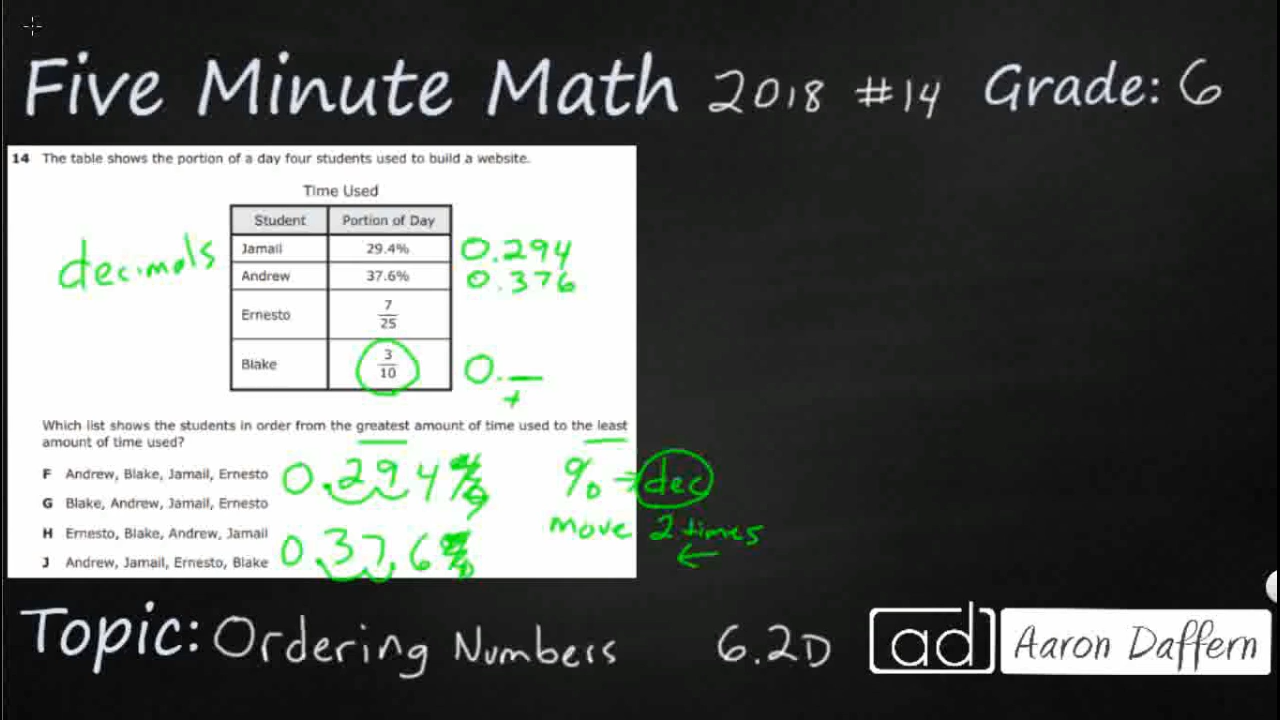 Five Minute Math 2018 #14 Grade: 6
14 The table shows the portion of a day four students used to build a website.
Time Used
Student Portion of Day
Jamail 29.4% 0.294
decimals
Andrew 37.6% 0.376
Ernesto 7/25
Blake 3/10 0._
t
Which list shows the students in order from the greatest amount of time used to the least
amount of time used?
F Andrew, Blake, Jamail, Ernesto 0.294% % → dec
G Blake, Andrew, Jamail, Ernesto
H Ernesto, Blake, Andrew, Jamail move 2 times
←
J Andrew, Jamail, Ernesto, Blake 0.37.6%
Topic: Ordering Numbers 6.2D ad Aaron Daffern